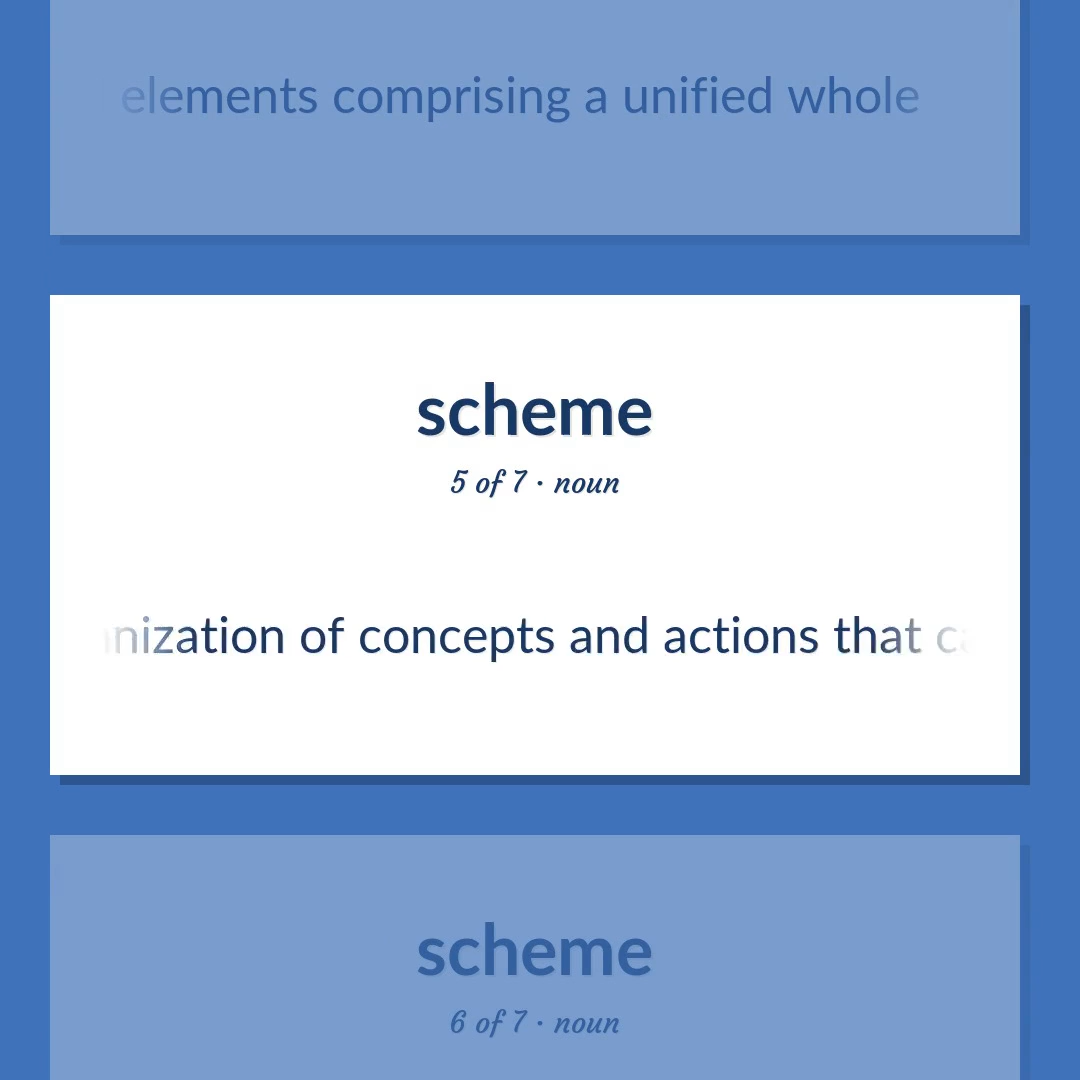 elements comprising a unified whole
scheme
5 of 7 · noun
nization of concepts and actions that ca
scheme
6 of 7 · noun